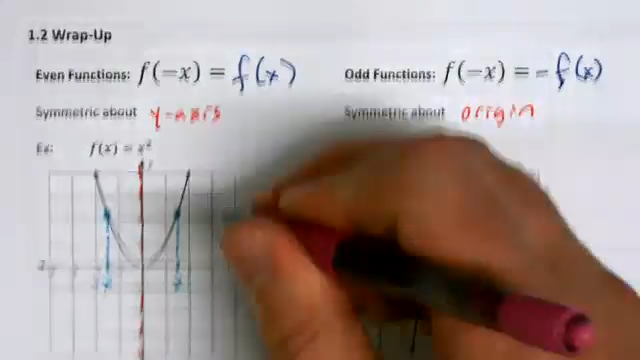 1.2 Wrap-Up
Even Functions: f(−x) = f(x)
Odd Functions: f(−x) = −f(x)
Symmetric about y-axis
Symmetric about origin
Ex: f(x) = x²